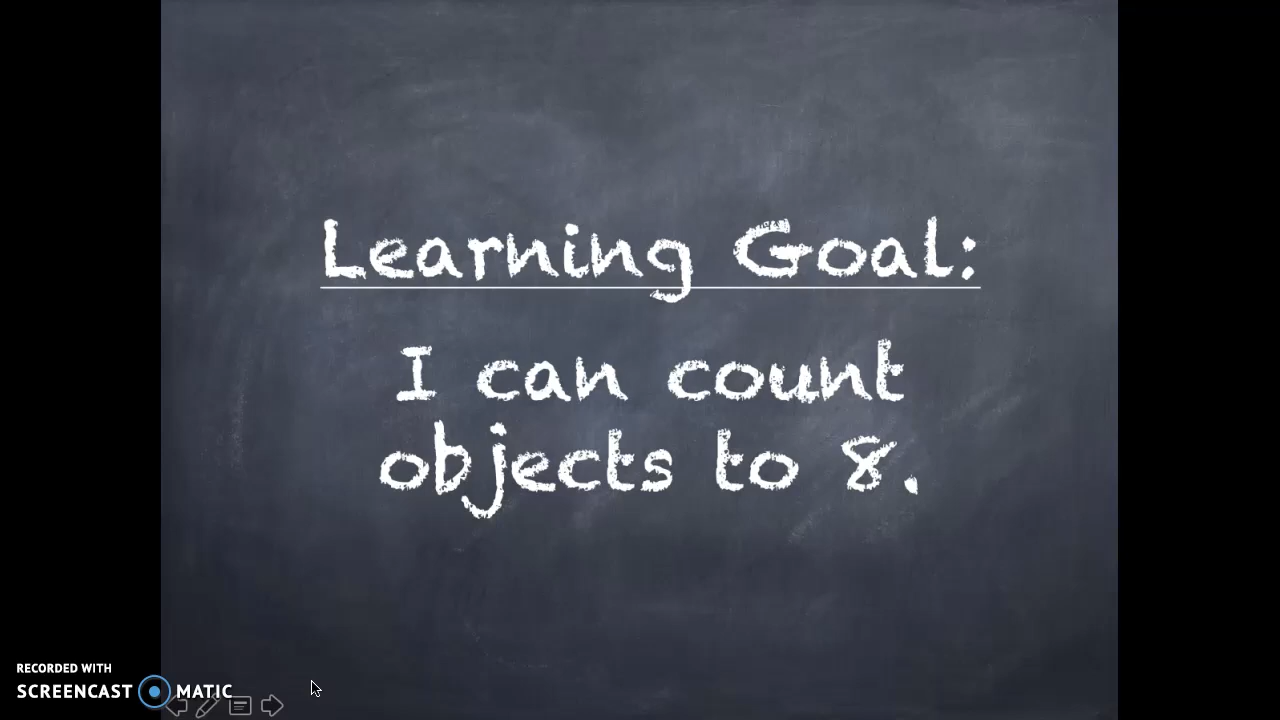 Learning Goal:
I can count
objects to 8.
RECORDED WITH
SCREENCAST MATIC